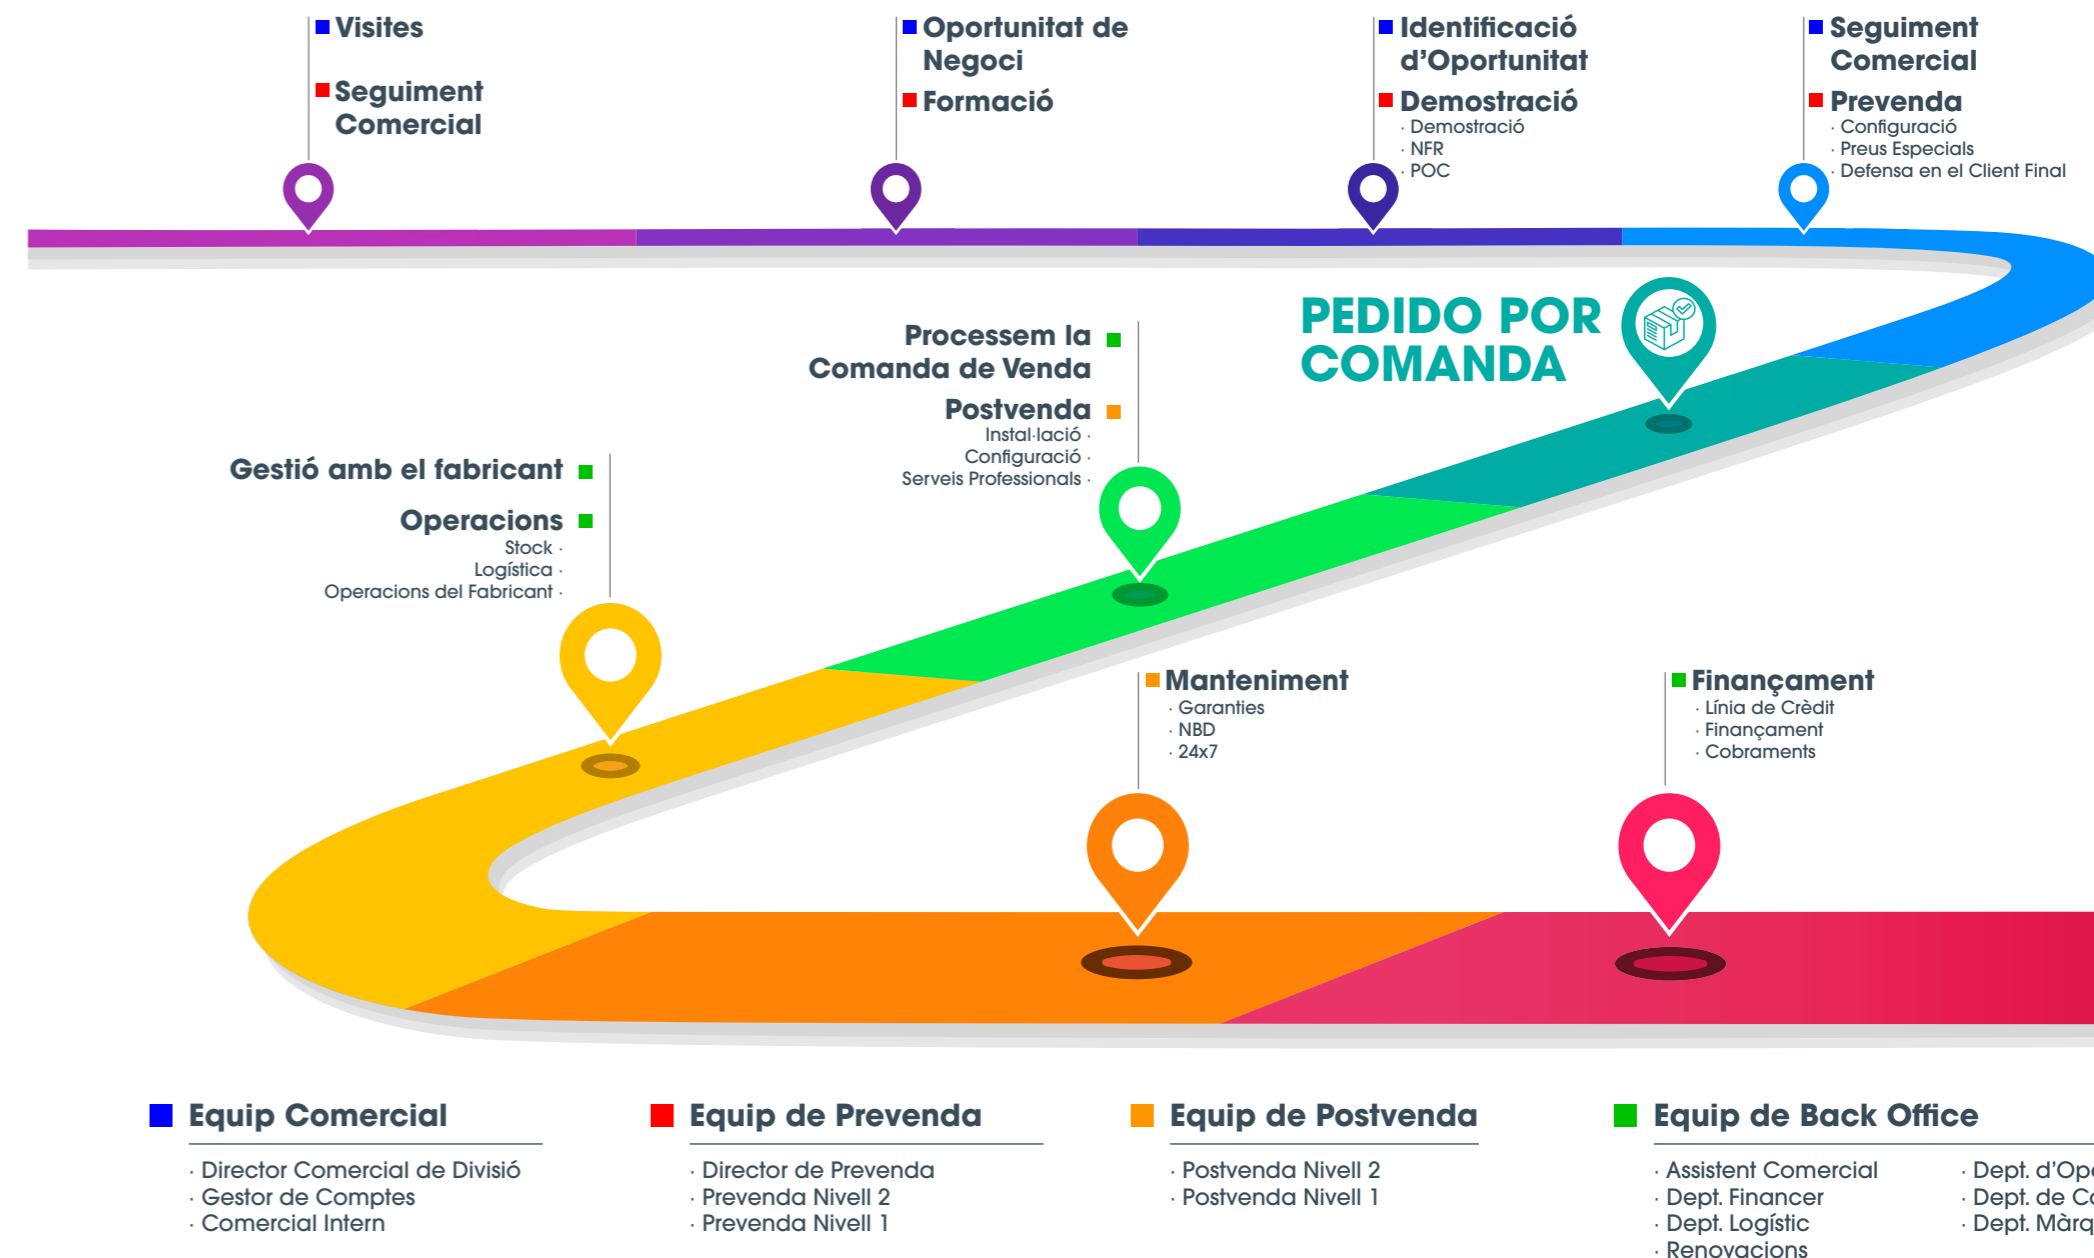 Visites
Seguiment
Comercial
Oportunitat de
Negoci
Formació
Identificació
d’Oportunitat
Demostració
· Demostració
· NFR
· POC
Seguiment
Comercial
Prevenda
· Configuració
· Preus Especials
· Defensa en el Client Final
PEDIDO POR
COMANDA
Processem la
Comanda de Venda
Postvenda
Instal·lació ·
Configuració ·
Serveis Professionals ·
Gestió amb el fabricant
Operacions
Stock ·
Logística ·
Operacions del Fabricant ·
Manteniment
· Garanties
· NBD
· 24x7
Finançament
· Línia de Crèdit
· Finançament
· Cobraments
Equip Comercial
· Director Comercial de Divisió
· Gestor de Comptes
· Comercial Intern
Equip de Prevenda
· Director de Prevenda
· Prevenda Nivell 2
· Prevenda Nivell 1
Equip de Postvenda
· Postvenda Nivell 2
· Postvenda Nivell 1
Equip de Back Office
· Assistent Comercial
· Dept. Financer
· Dept. Logístic
· Renovacions
· Dept.
· Dept. de
· Dept.